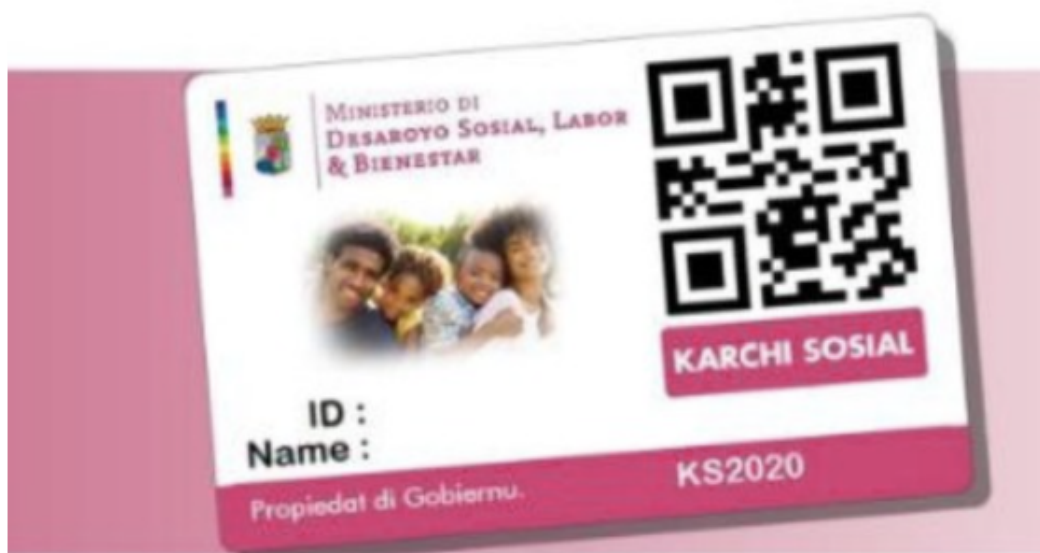 MINISTERIO DI
DESAROYO SOSIAL, LABOR
& BIENESTAR
KARCHI SOSIAL
ID :
Name :
KS2020
Propiedat di Gobiernu.